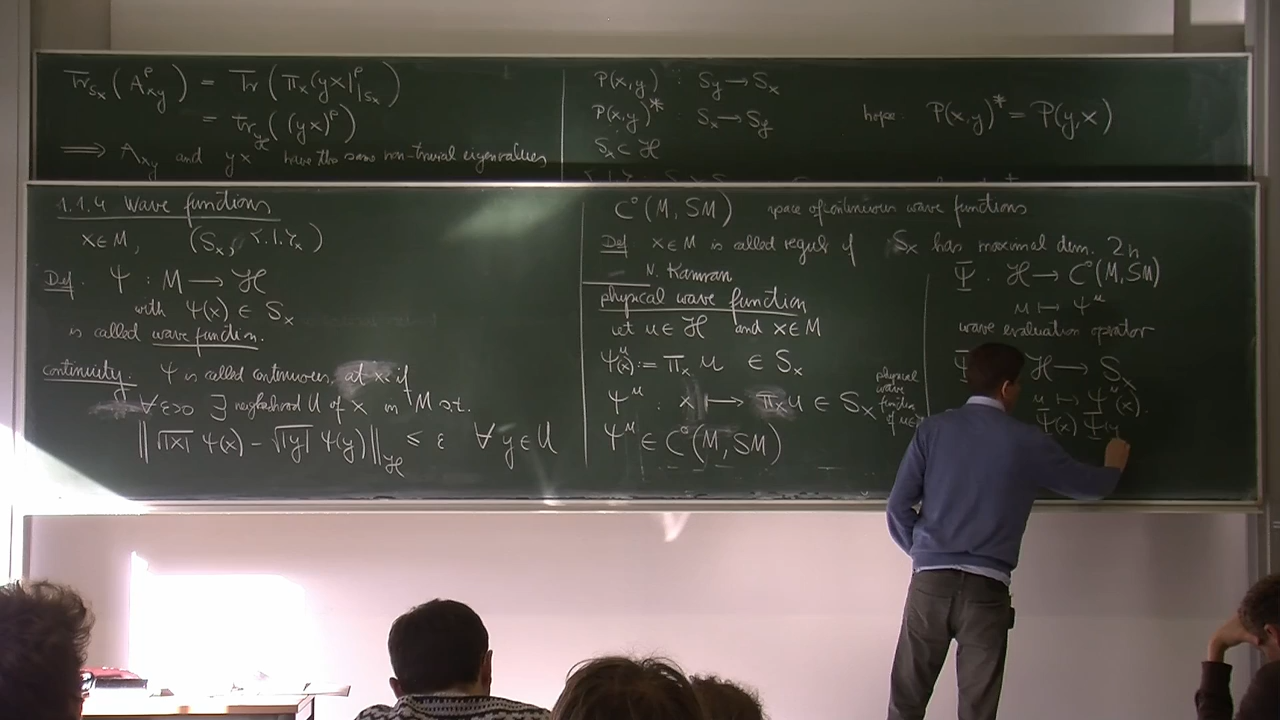 Tr_{S_x}(A_{xy}^p) = Tr(π_x (yx)^p|_{S_x})
= tr_ℋ((yx)^p)
⟹ A_{xy} and yx have the same non-trivial eigenvalues
P(x,y) : S_y → S_x
P(x,y)* : S_x → S_y
S_x ⊂ ℋ
hope: P(x,y)* = P(y,x)
1.1.4 Wave functions
x∈M, (S_x, ≺.|.≻_x)
Def. Ψ : M → ℋ
with Ψ(x) ∈ S_x
is called wave function.
continuity. Ψ is called continuous, at x if
∀ε>0 ∃ neighborhood U of x in M s.t.
‖√|x| Ψ(x) − √|y| Ψ(y)‖_ℋ ≤ ε ∀ y∈U
C⁰(M, SM) space of continuous wave functions
Def x∈M is called regular if S_x has maximal dim. 2n
N. Kamran
physical wave function
let u∈ℋ and x∈M
Ψ^u(x) := π_x u ∈ S_x
Ψ^u : x ↦ π_x u ∈ S_x
physical
wave
function
Ψ^u ∈ C⁰(M, SM)
Ψ : ℋ → C⁰(M, SM)
u ↦ Ψ^u
wave evaluation operator
Ψ ℋ → S_x
u ↦ Ψ^u(x).
Ψ(x) Ψ(y